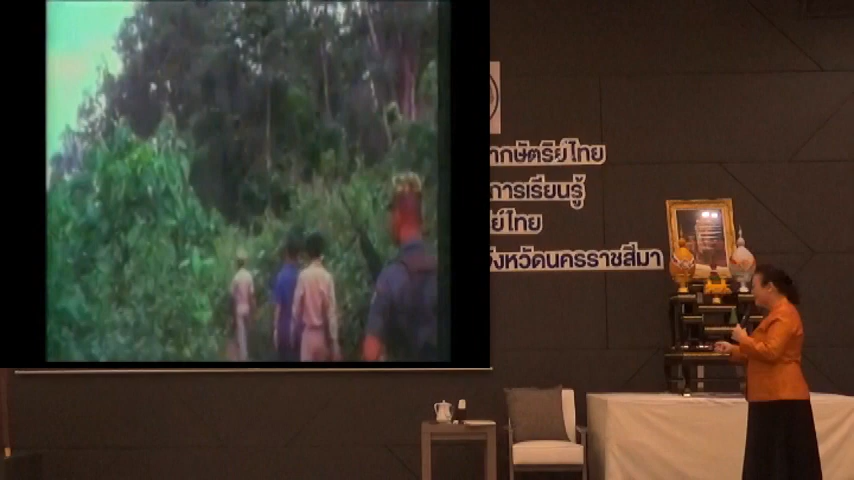 ากษัตริย์ไทย
การเรียนรู้
ย์ไทย
จังหวัดนครราชสีมา